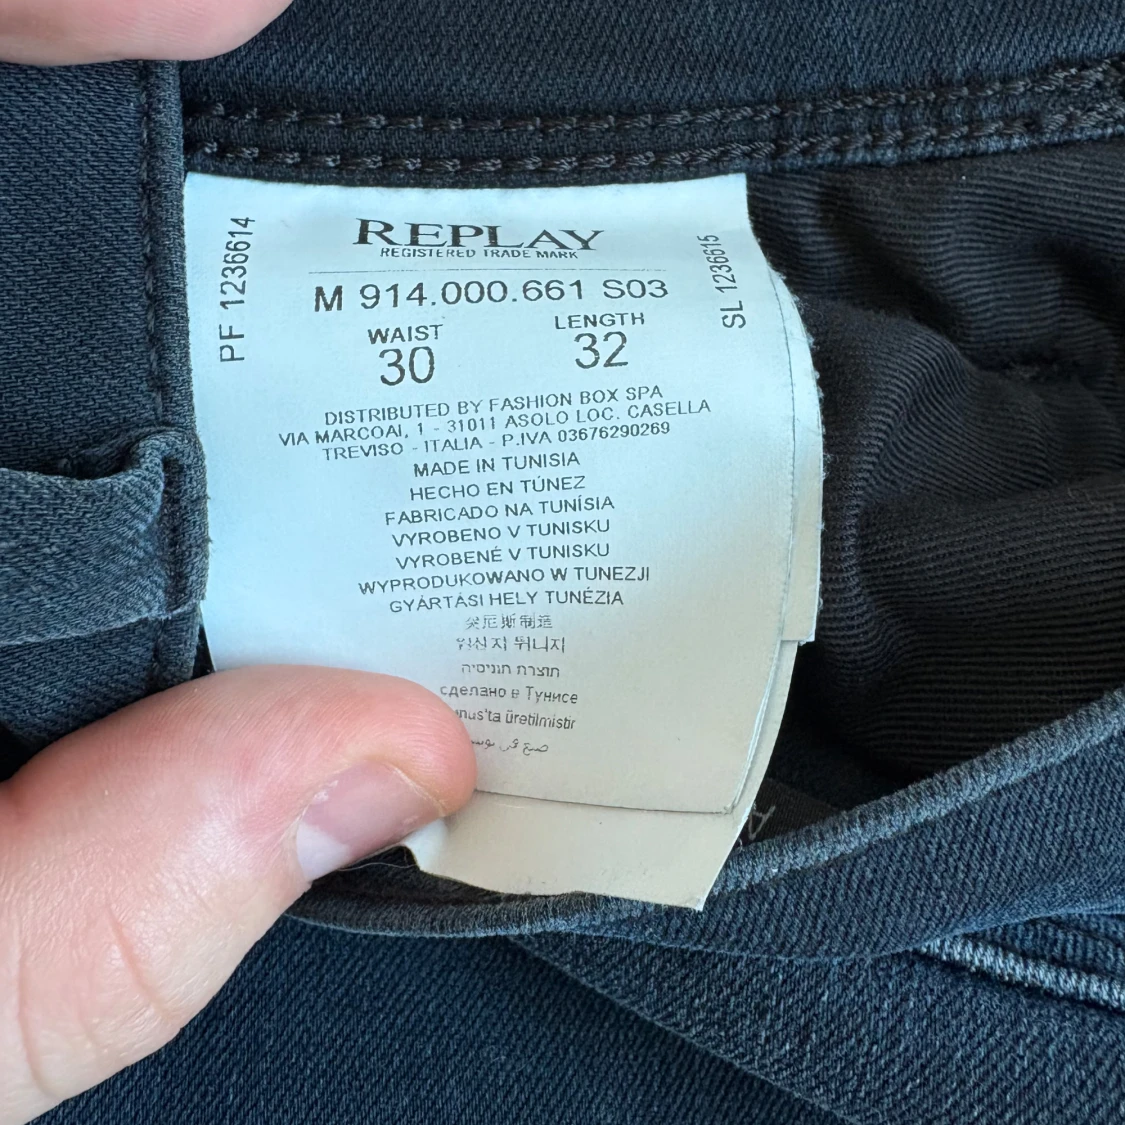 REPLAY
REGISTERED TRADE MARK
PF 1236614
SL 1236615
M 914.000.661 S03
WAIST LENGTH
30 32
DISTRIBUTED BY FASHION BOX SPA
VIA MARCOAI, 1 - 31011 ASOLO LOC. CASELLA
TREVISO - ITALIA - P.IVA 03676290269
MADE IN TUNISIA
HECHO EN TÚNEZ
FABRICADO NA TUNÍSIA
VYROBENO V TUNISKU
VYROBENÉ V TUNISKU
WYPRODUKOWANO W TUNEZJI
GYÁRTÁSI HELY TUNÉZIA
突尼斯制造
원산지 튀니지
תוצרת תוניסיה
сделано в Тунисе
üretilmistir
صنع في